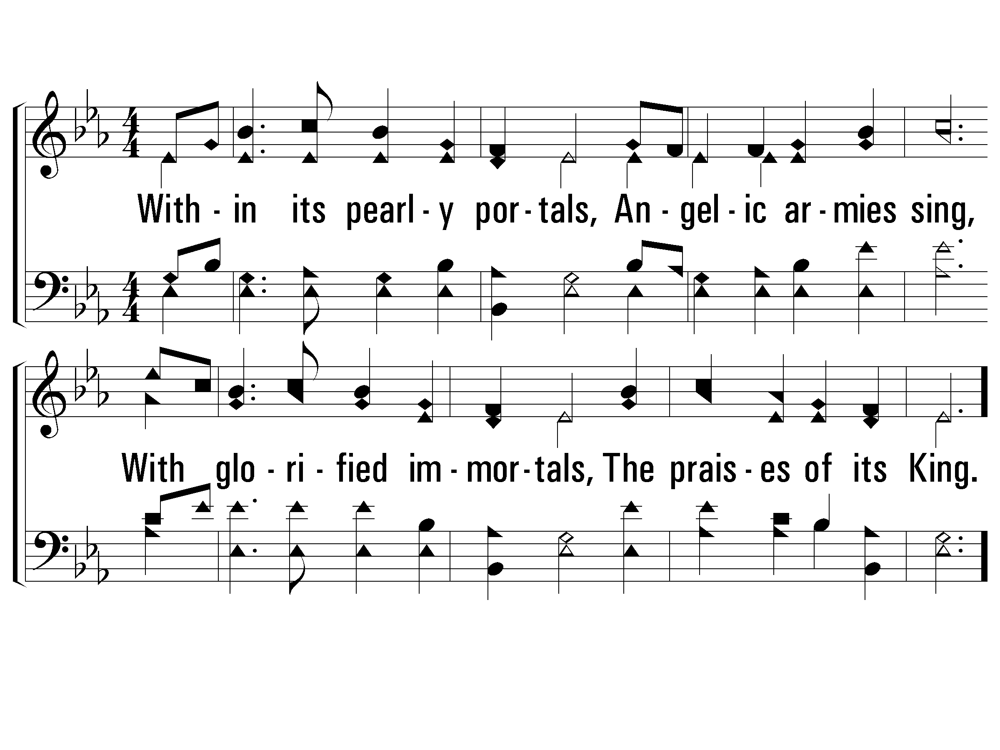 With - in its pearl - y por - tals, An - gel - ic ar - mies sing,
With glo - ri - fied im - mor - tals, The prais - es of its King.